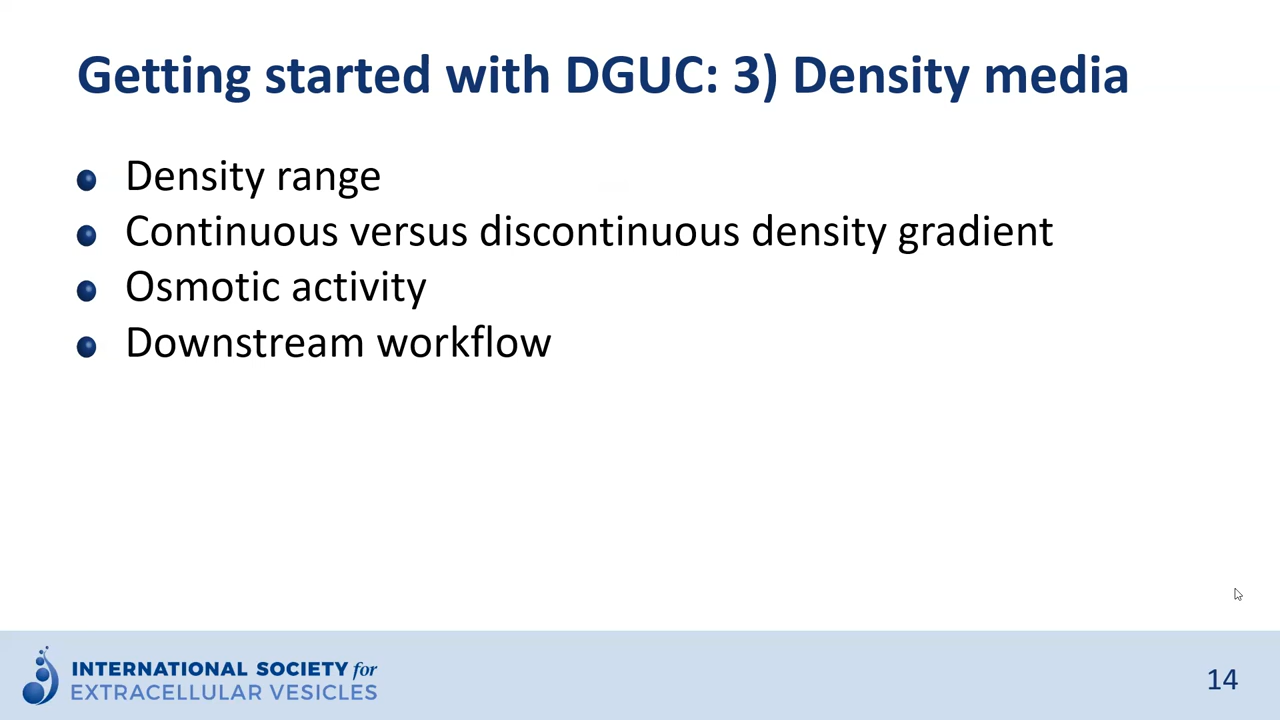 Getting started with DGUC: 3) Density media
Density range
Continuous versus discontinuous density gradient
Osmotic activity
Downstream workflow
INTERNATIONAL SOCIETY for
EXTRACELLULAR VESICLES
14